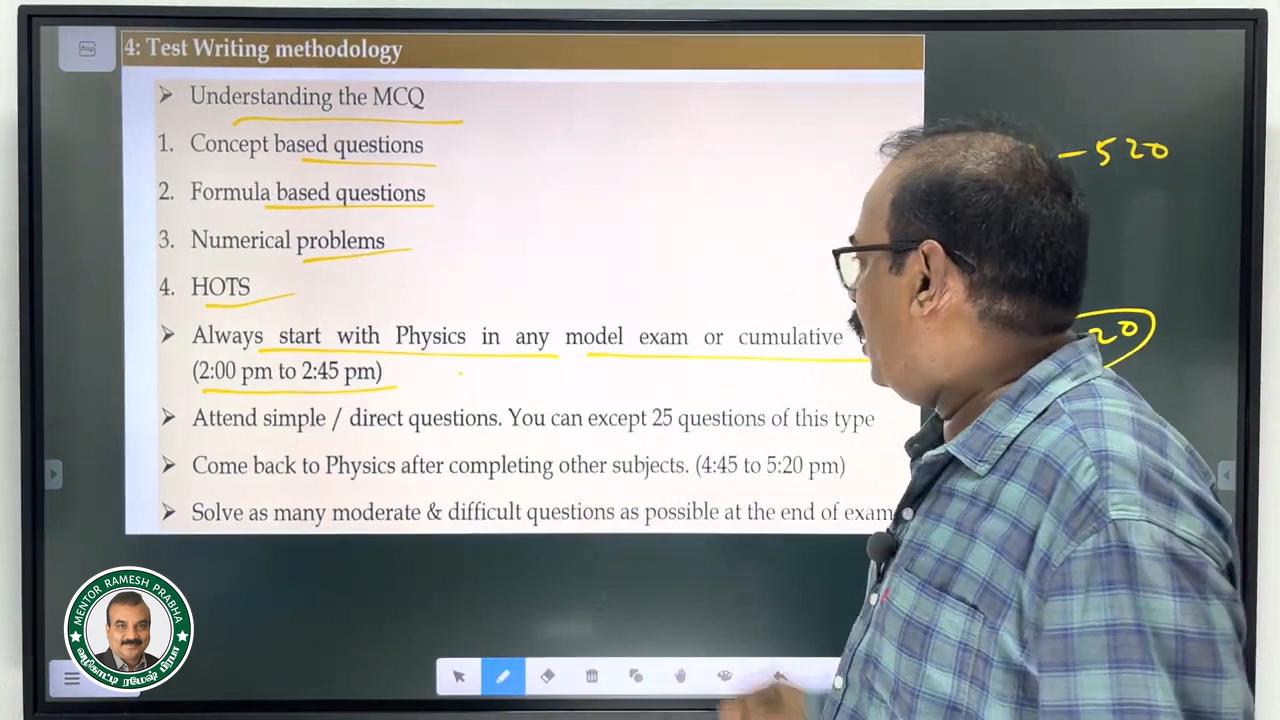 4: Test Writing methodology
➢ Understanding the MCQ
1. Concept based questions
2. Formula based questions
3. Numerical problems
4. HOTS
➢ Always start with Physics in any model exam or cumulative
(2:00 pm to 2:45 pm)
➢ Attend simple / direct questions. You can except 25 questions of this type
➢ Come back to Physics after completing other subjects. (4:45 to 5:20 pm)
➢ Solve as many moderate & difficult questions as possible at the end of exam
– 520
20
MENTOR RAMESH PRABHA
வழிகாட்டி ரமேஷ் பிரபா